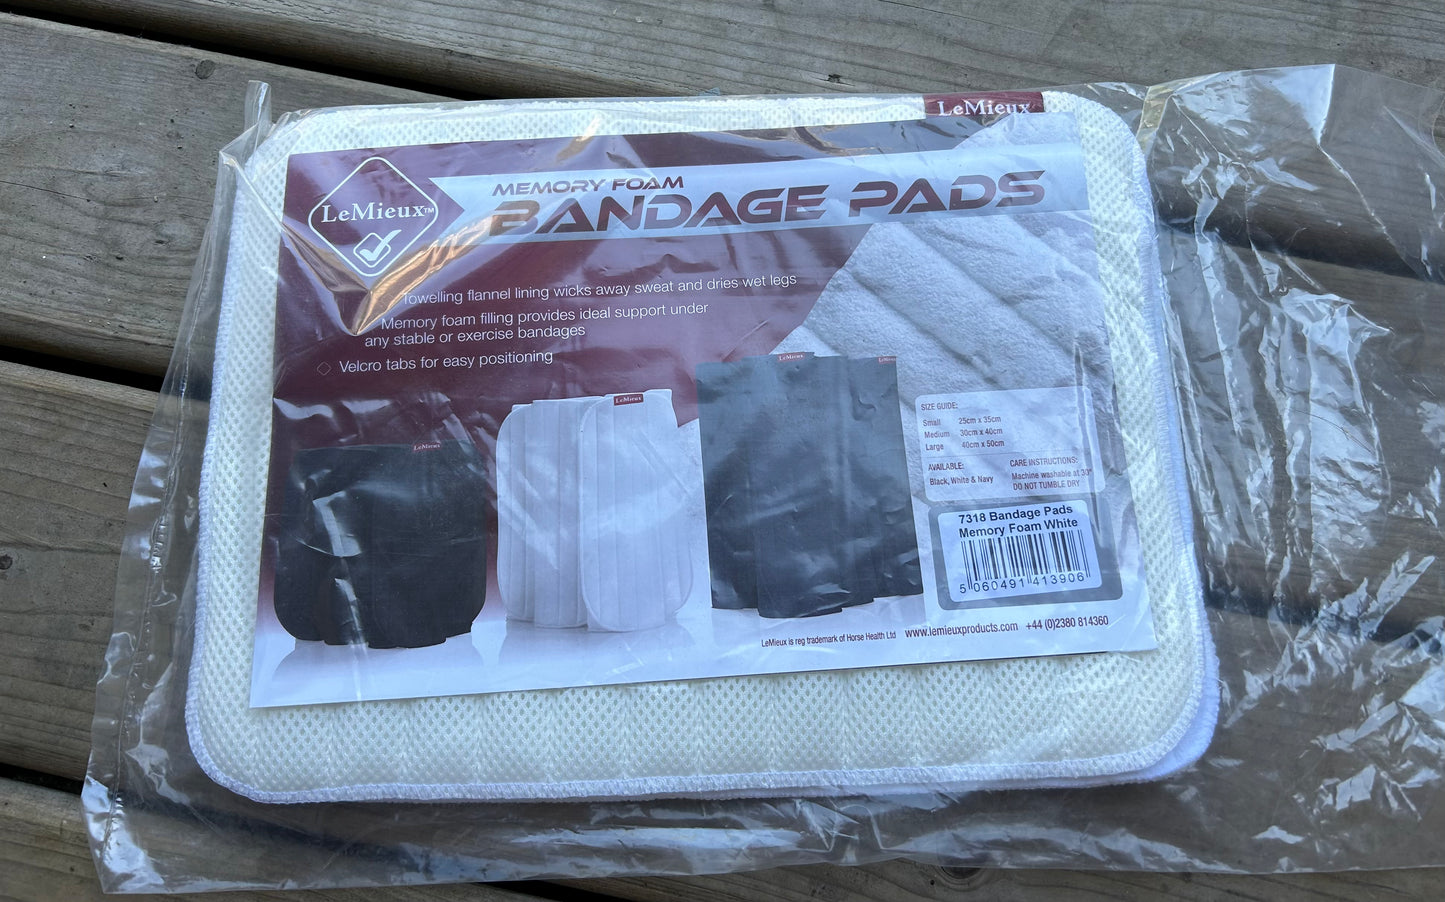 LeMieux
LeMieux™
MEMORY FOAM
BANDAGE PADS
Towelling flannel lining wicks away sweat and dries wet legs
Memory foam filling provides ideal support under
any stable or exercise bandages
Velcro tabs for easy positioning
LeMieux
LeMieux
LeMieux
LeMieux
SIZE GUIDE:
Small 25cm x 35cm
Medium 30cm x 40cm
Large 40cm x 50cm
AVAILABLE:
Black, White & Navy
CARE INSTRUCTIONS:
Machine washable at 30°
DO NOT TUMBLE DRY
7318 Bandage Pads
Memory Foam White
5 060491 413906
LeMieux is reg trademark of Horse Health Ltd www.lemieuxproducts.com +44 (0)2380 814360